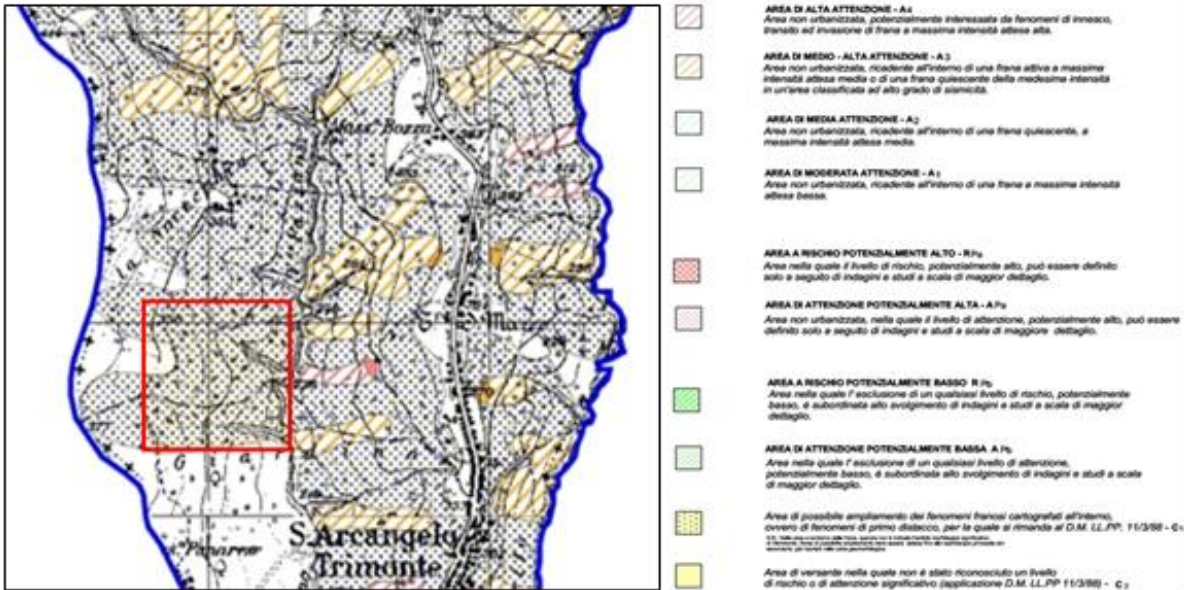 Mass. Bozza
S. Arcangelo
Trimonte
AREA DI ALTA ATTENZIONE - A4
Area non urbanizzata, potenzialmente interessata da fenomeni di innesco,
transito ed invasione di frana a massima intensità attesa alta.
AREA DI MEDIO - ALTA ATTENZIONE - A3
Area non urbanizzata, ricadente all'interno di una frana attiva a massima
intensità attesa media o di una frana quiescente della medesima intensità
in un'area classificata ad alto grado di sismicità.
AREA DI MEDIA ATTENZIONE - A2
Area non urbanizzata, ricadente all'interno di una frana quiescente, a
massima intensità attesa media.
AREA DI MODERATA ATTENZIONE - A1
Area non urbanizzata, ricadente all'interno di una frana a massima intensità
attesa bassa.
AREA A RISCHIO POTENZIALMENTE ALTO - RPa
Area nella quale il livello di rischio, potenzialmente alto, può essere definito
solo a seguito di indagini e studi a scala di maggior dettaglio.
AREA DI ATTENZIONE POTENZIALMENTE ALTA - APa
Area non urbanizzata, nella quale il livello di attenzione, potenzialmente alto, può essere
definito solo a seguito di indagini e studi a scala di maggiore dettaglio.
AREA A RISCHIO POTENZIALMENTE BASSO RPb
Area nella quale l' esclusione di un qualsiasi livello di rischio, potenzialmente
basso, è subordinata allo svolgimento di indagini e studi a scala di maggior
dettaglio.
AREA DI ATTENZIONE POTENZIALMENTE BASSA APb
Area nella quale l' esclusione di un qualsiasi livello di attenzione,
potenzialmente basso, è subordinata allo svolgimento di indagini e studi a scala
di maggior dettaglio.
Area di possibile ampliamento dei fenomeni franosi cartografati all'interno,
ovvero di fenomeni di primo distacco, per la quale si rimanda al D.M. LL.PP. 11/3/88 - C1
Area di versante nella quale non è stato riconosciuto un livello
di rischio o di attenzione significativo (applicazione D.M. LL.PP 11/3/88) - C2